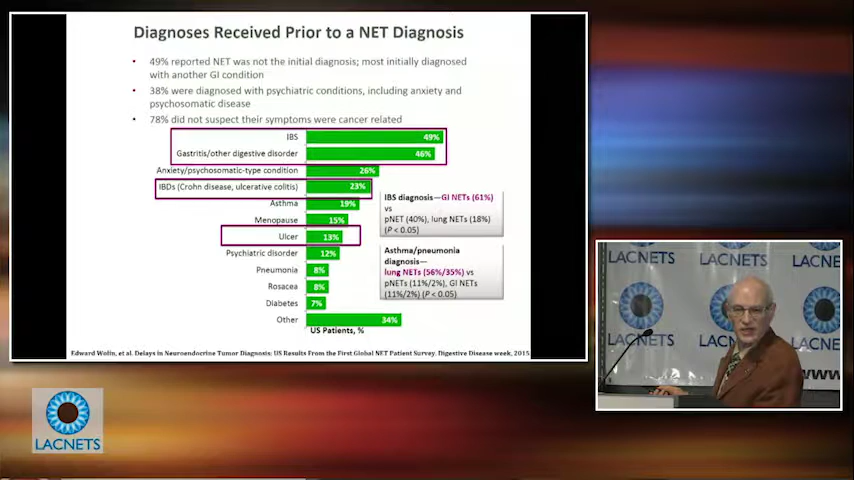 Diagnoses Received Prior to a NET Diagnosis
• 49% reported NET was not the initial diagnosis; most initially diagnosed
with another GI condition
• 38% were diagnosed with psychiatric conditions, including anxiety and
psychosomatic disease
• 78% did not suspect their symptoms were cancer related
IBS 49%
Gastritis/other digestive disorder 46%
Anxiety/psychosomatic-type condition 26%
IBDs (Crohn disease, ulcerative colitis) 23%
Asthma 19%
Menopause 15%
Ulcer 13%
Psychiatric disorder 12%
Pneumonia 8%
Rosacea 8%
Diabetes 7%
Other 34%
US Patients, %
IBS diagnosis—GI NETs (61%)
vs
pNET (40%), lung NETs (18%)
(P < 0.05)
Asthma/pneumonia
diagnosis—
lung NETs (56%/35%) vs
pNETs (11%/2%), GI NETs
(11%/2%) (P < 0.05)
Edward Wolin, et al. Delays in Neuroendocrine Tumor Diagnosis: US Results From the First Global NET Patient Survey. Digestive Disease week, 2015
LACNETS
LACNETS
LACNETS
LACN
LACN
LACNE
www